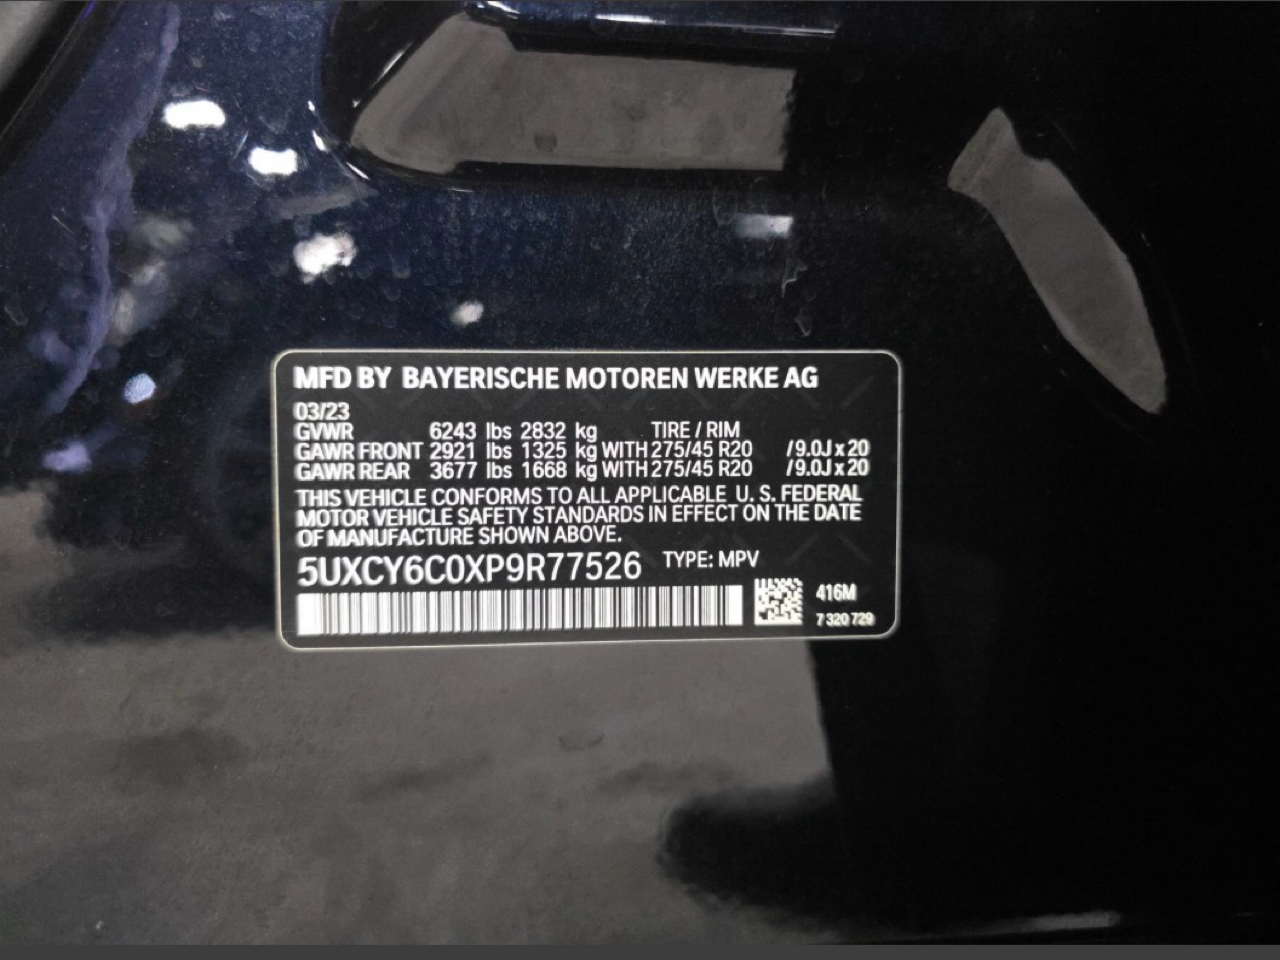 MFD BY BAYERISCHE MOTOREN WERKE AG
03/23
GVWR 6243 lbs 2832 kg TIRE / RIM
GAWR FRONT 2921 lbs 1325 kg WITH 275/45 R20 / 9.0J x 20
GAWR REAR 3677 lbs 1668 kg WITH 275/45 R20 / 9.0J x 20
THIS VEHICLE CONFORMS TO ALL APPLICABLE U. S. FEDERAL
MOTOR VEHICLE SAFETY STANDARDS IN EFFECT ON THE DATE
OF MANUFACTURE SHOWN ABOVE.
5UXCY6C0XP9R77526 TYPE: MPV
416M
7 320 729